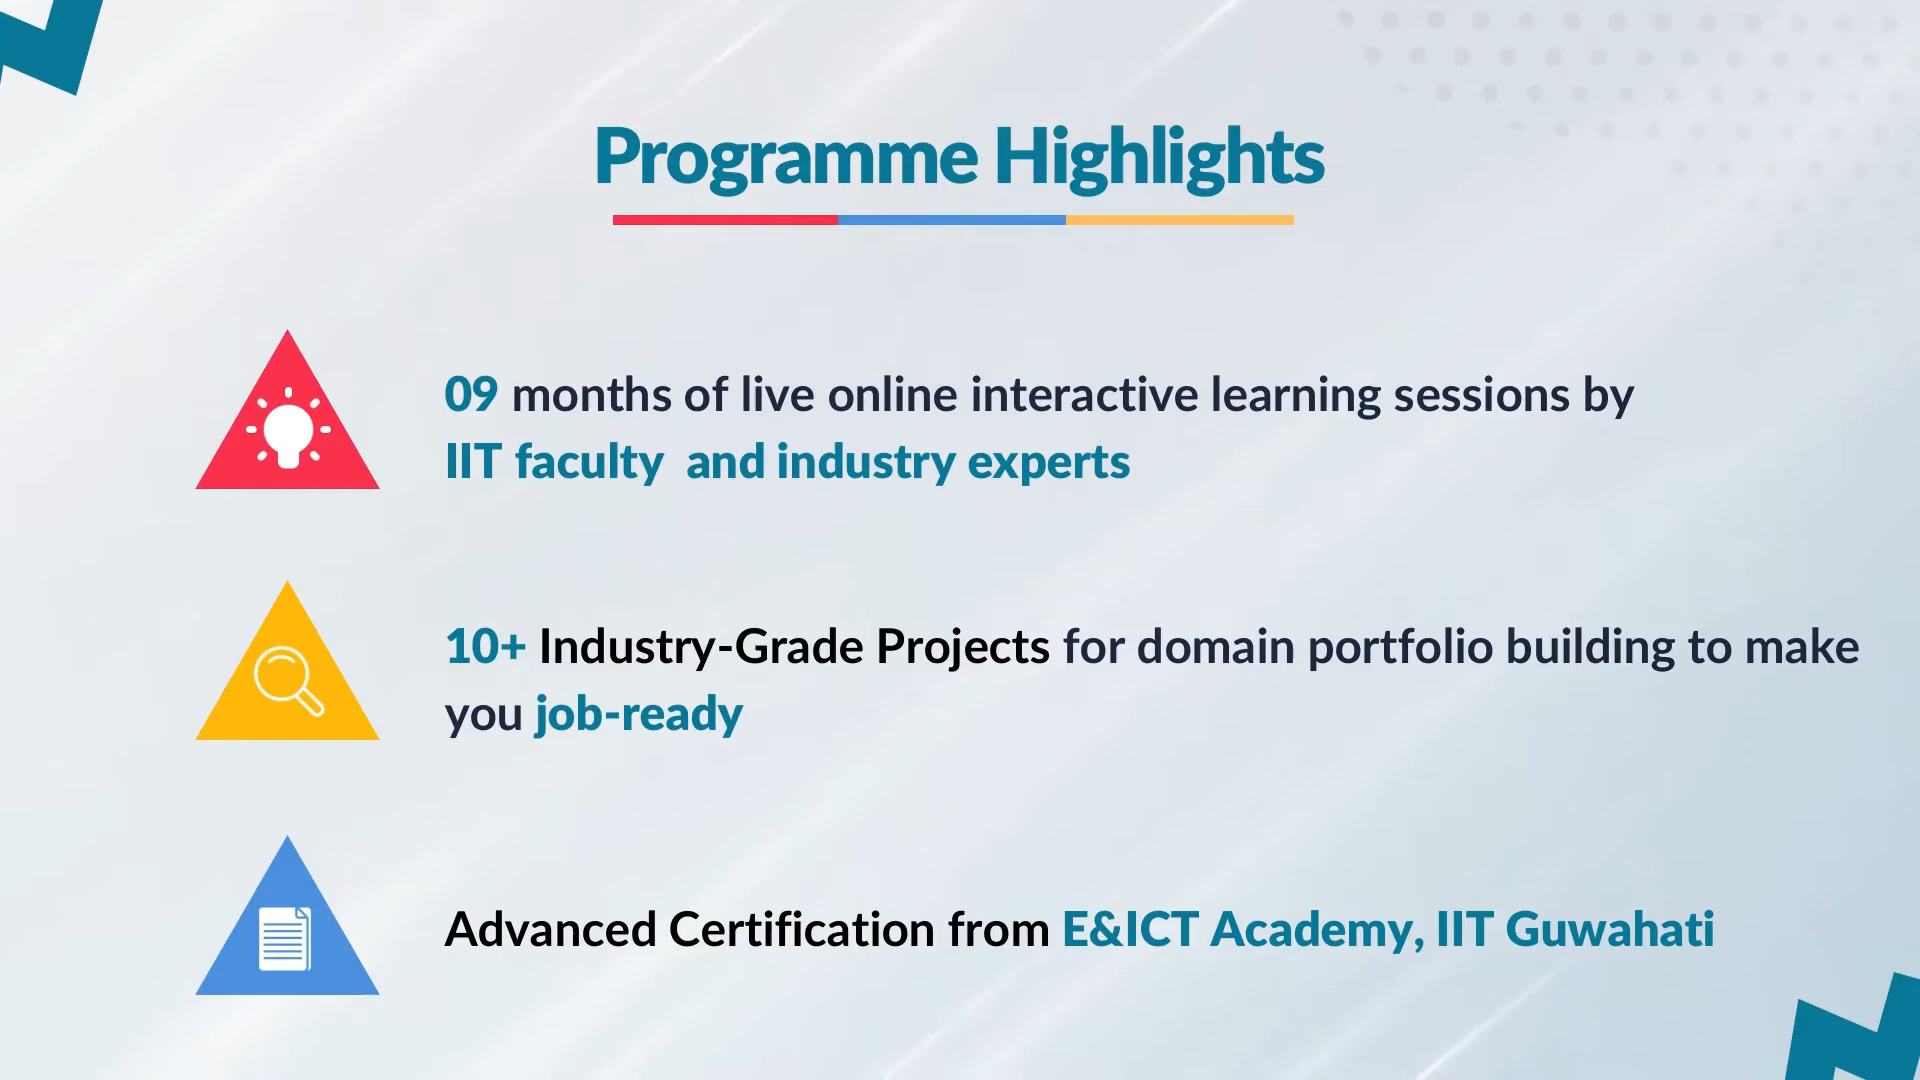 Programme Highlights
09 months of live online interactive learning sessions by
IIT faculty  and industry experts
10+ Industry-Grade Projects for domain portfolio building to make
you job-ready
Advanced Certification from E&ICT Academy, IIT Guwahati